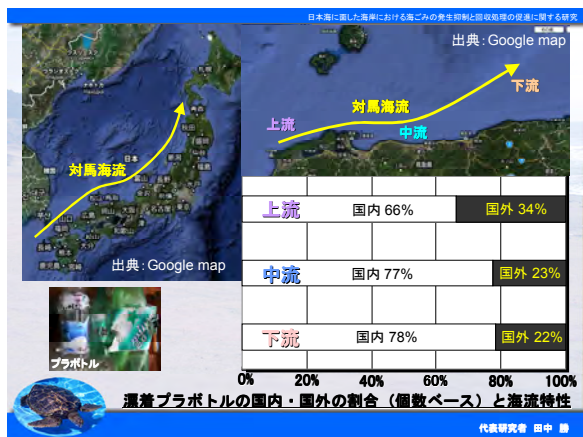 日本海に面した海岸における海ごみの発生抑制と回収処理の促進に関する研究
対馬海流
出典：Google map
出典：Google map
対馬海流
上流
中流
下流
上流 国内 66% 国外 34%
中流 国内 77% 国外 23%
下流 国内 78% 国外 22%
0% 20% 40% 60% 80% 100%
プラボトル
漂着プラボトルの国内・国外の割合（個数ベース）と海流特性
代表研究者 田中 勝